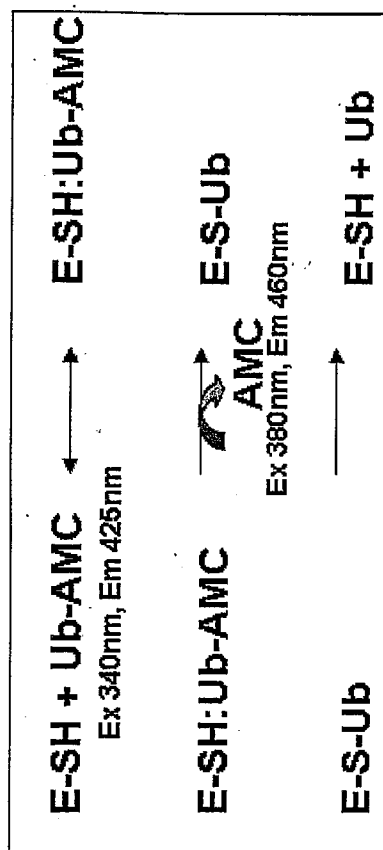 E-SH + Ub-AMC E-SH:Ub-AMC
Ex 340nm, Em 425nm
E-SH:Ub-AMC E-S-Ub
AMC
Ex 380nm, Em 460nm
E-S-Ub E-SH + Ub